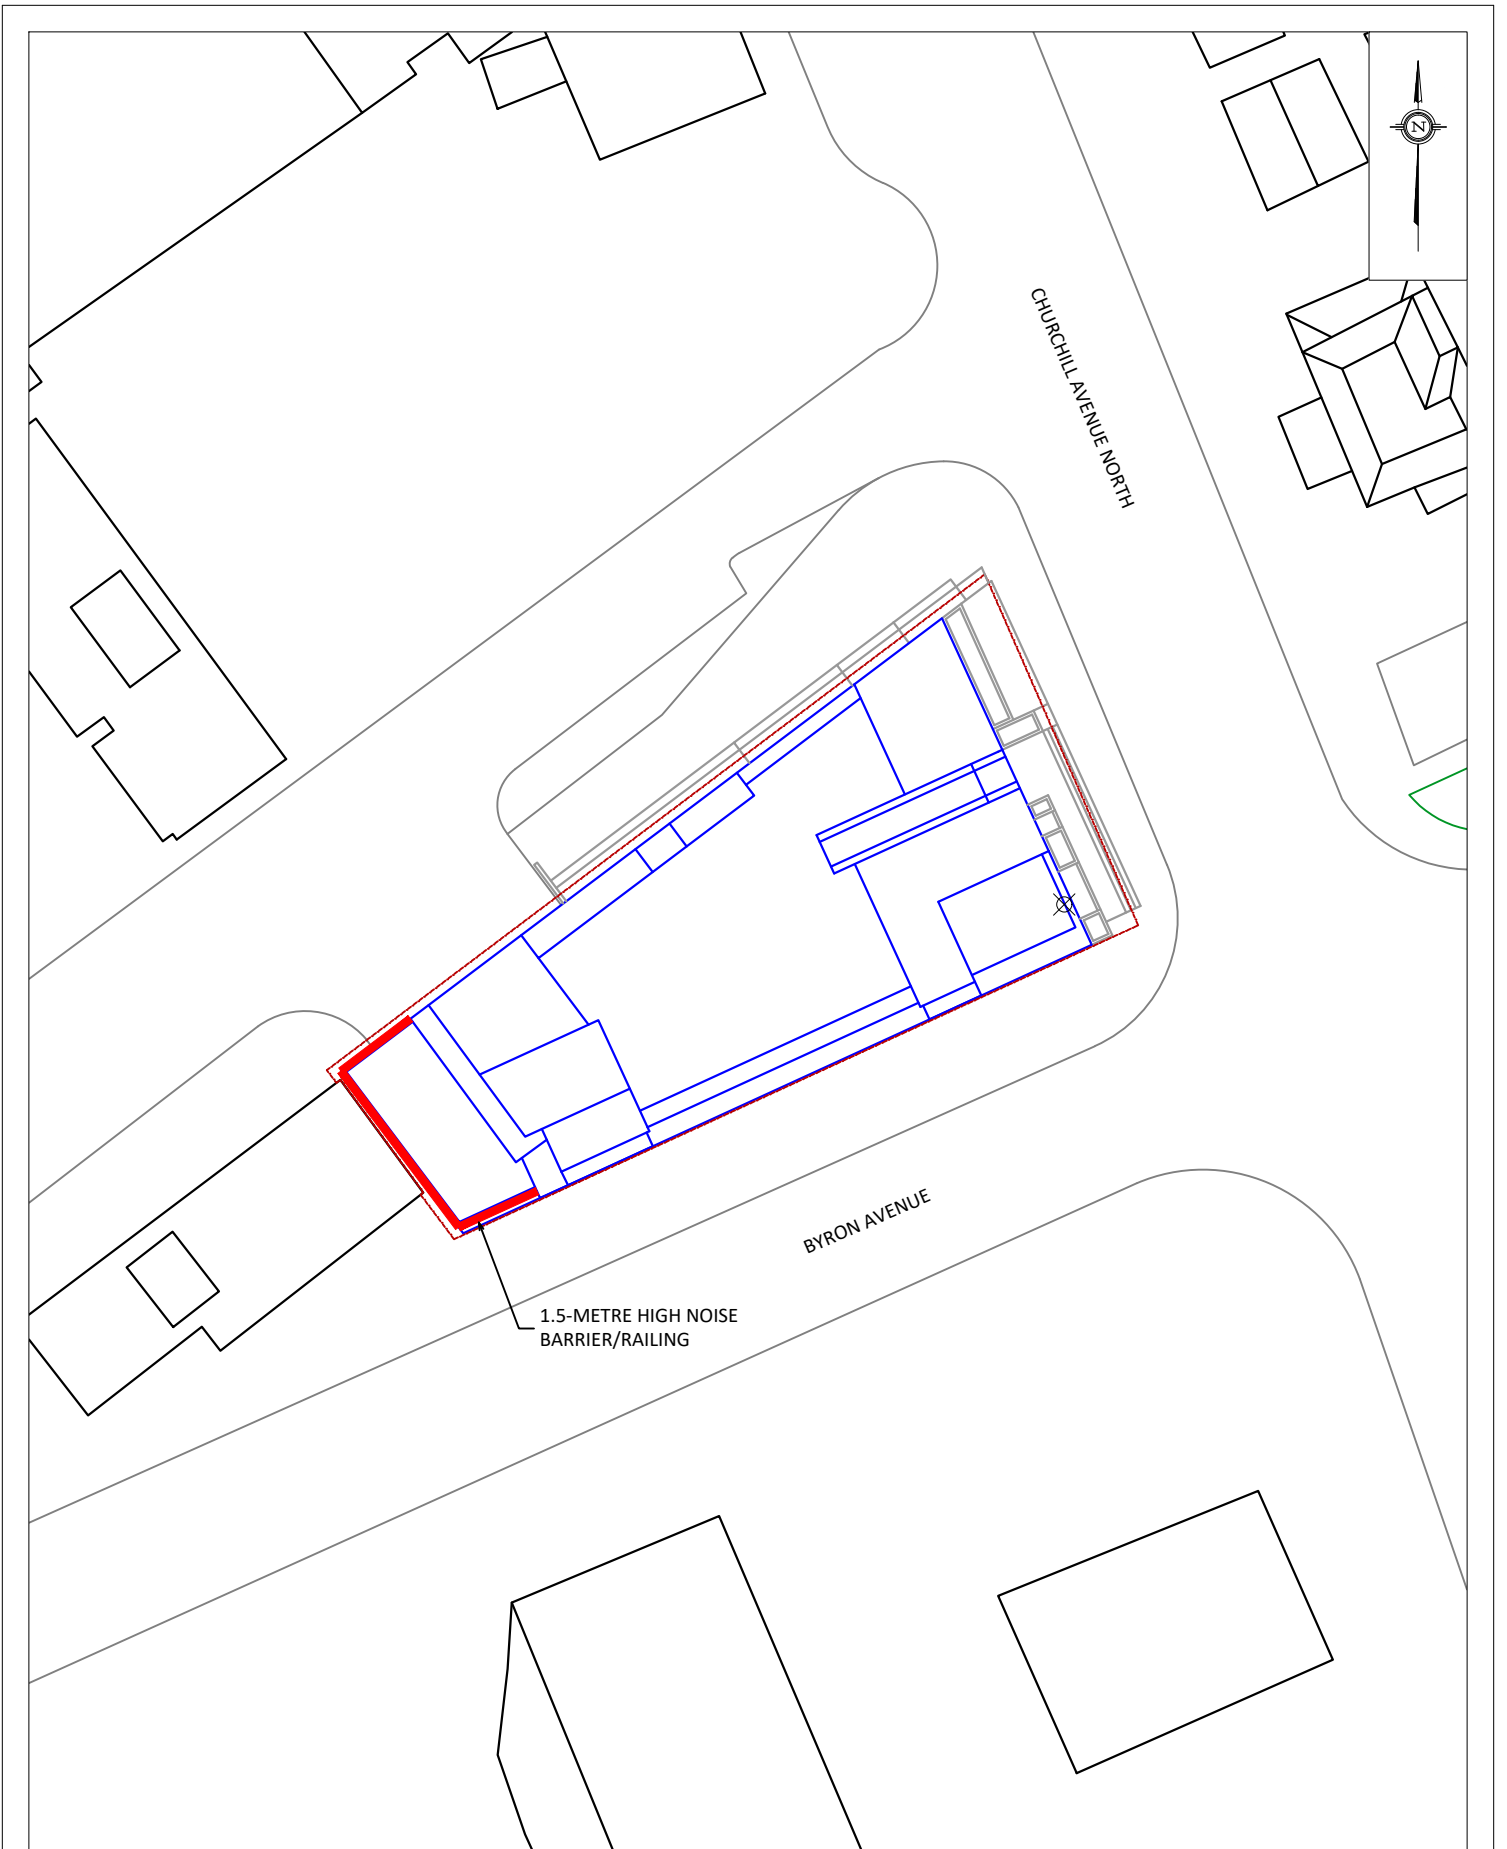 N
CHURCHILL AVENUE NORTH
BYRON AVENUE
1.5-METRE HIGH NOISE
BARRIER/RAILING